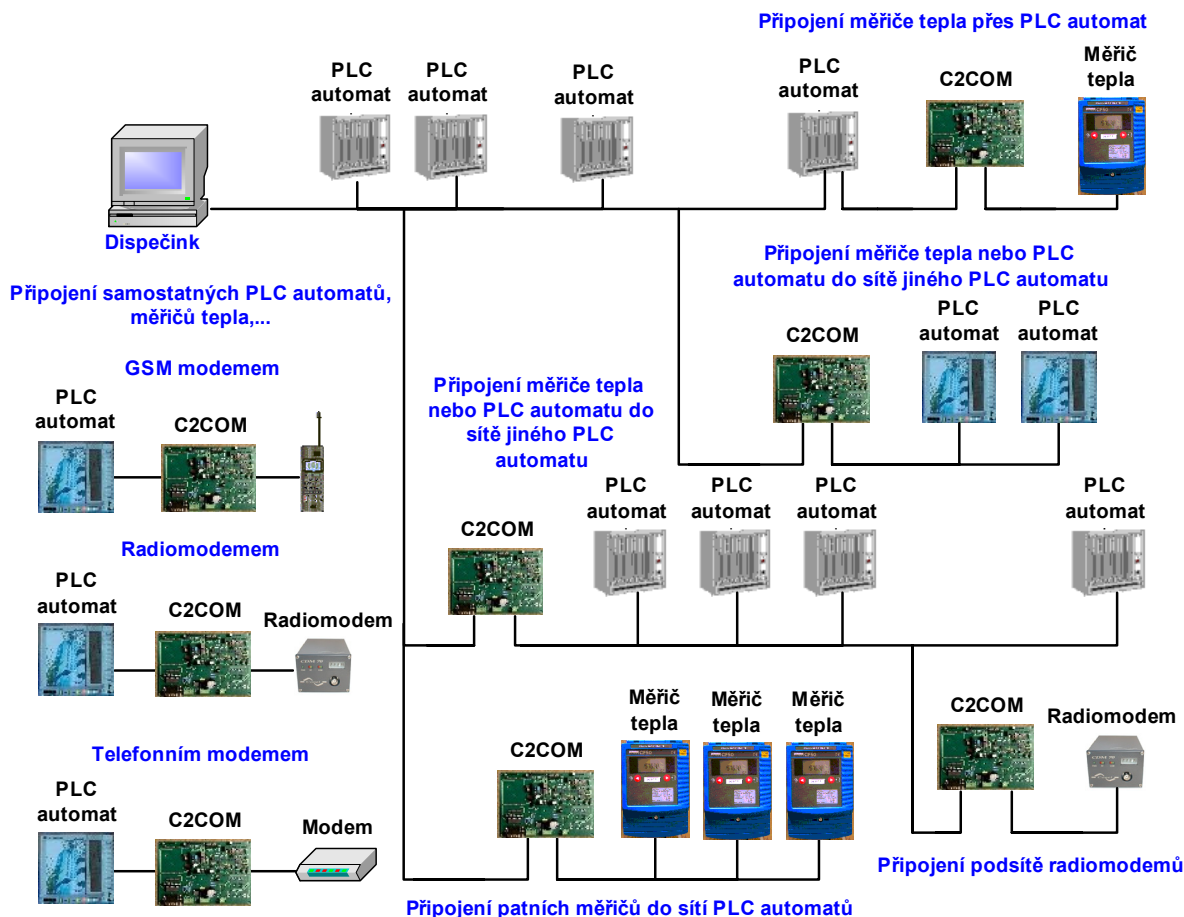 Připojení měřiče tepla přes PLC automat
PLC
automat
PLC
automat
PLC
automat
PLC
automat
C2COM
Měřič
tepla
Dispečink
Připojení měřiče tepla nebo PLC
automatu do sítě jiného PLC automatu
Připojení samostatných PLC automatů,
měřičů tepla,...
C2COM
PLC
automat
PLC
automat
GSM modemem
PLC
automat
C2COM
Připojení měřiče tepla
nebo PLC automatu do
sítě jiného PLC
automatu
C2COM
PLC
automat
PLC
automat
PLC
automat
PLC
automat
Radiomodemem
PLC
automat
C2COM
Radiomodem
C2COM
Měřič
tepla
Měřič
tepla
Měřič
tepla
C2COM
Radiomodem
Telefonním modemem
PLC
automat
C2COM
Modem
Připojení podsítě radiomodemů
Připojení patních měřičů do sítí PLC automatů